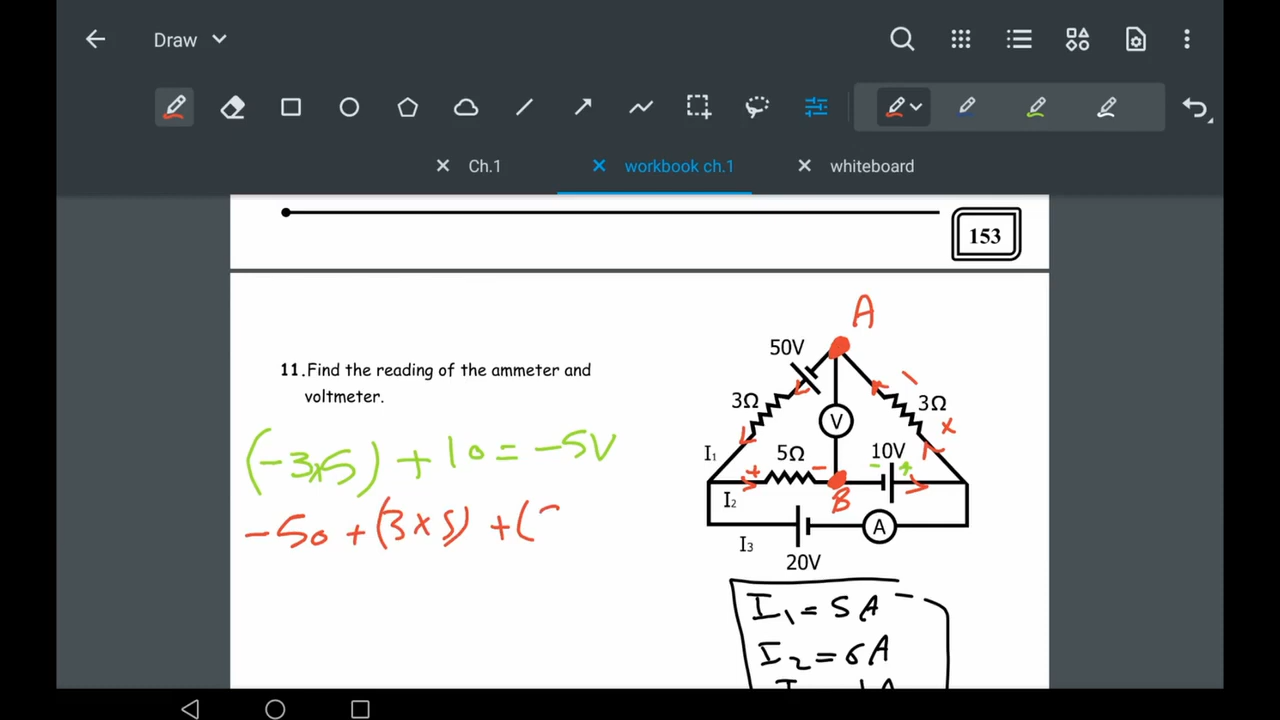 Draw
Ch.1
workbook ch.1
whiteboard
153
A
50V
11.Find the reading of the ammeter and
voltmeter.
3Ω
3Ω
V
(-3×5) + 10 = -5V
I₁
5Ω
10V
B
I₂
-50 + (3×5) + (
A
I₃
20V
I₁ = 5A
I₂ = 6A